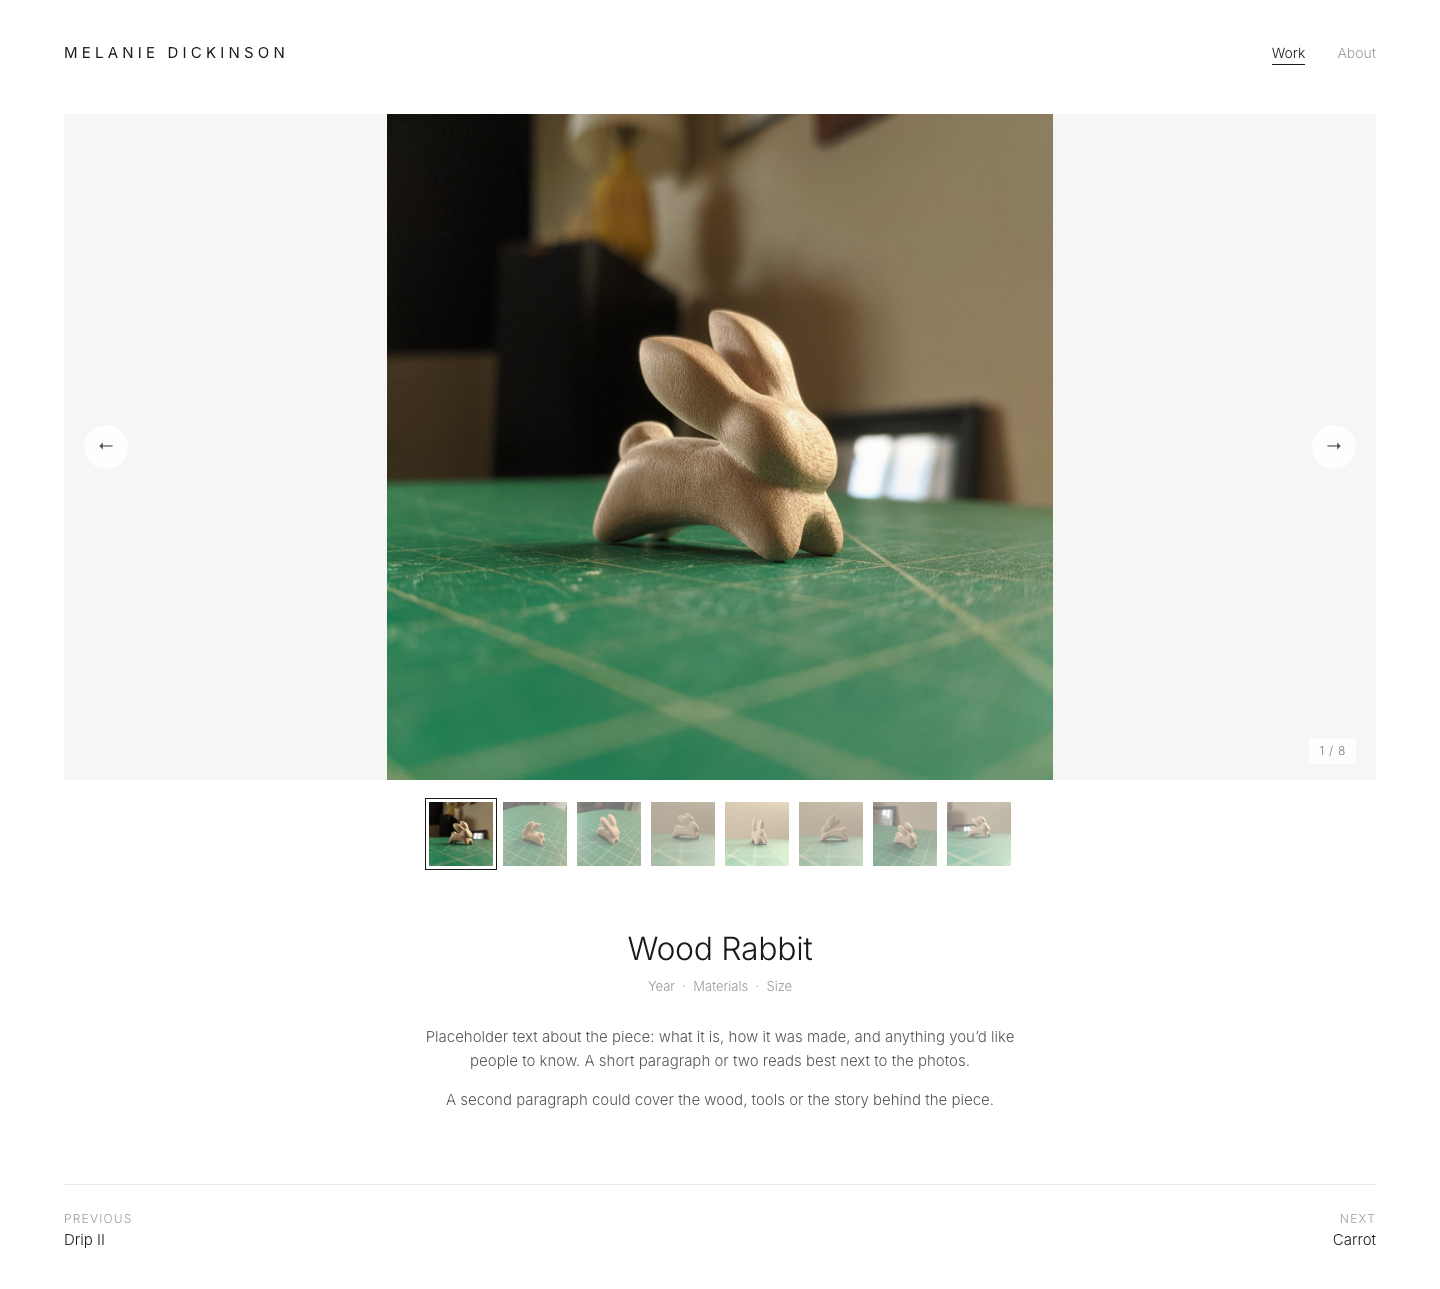 MELANIE DICKINSON
Work
About
←
→
1 / 8
Wood Rabbit
Year · Materials · Size
Placeholder text about the piece: what it is, how it was made, and anything you’d like
people to know. A short paragraph or two reads best next to the photos.
A second paragraph could cover the wood, tools or the story behind the piece.
PREVIOUS
Drip II
NEXT
Carrot